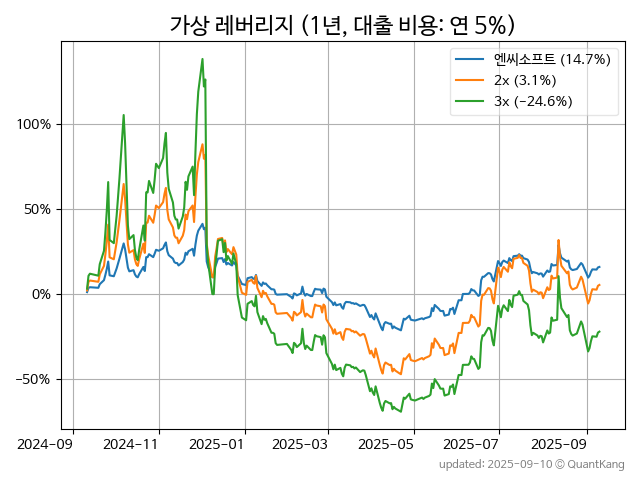 가상 레버리지 (1년, 대출 비용: 연 5%)
엔씨소프트 (14.7%)
2x (3.1%)
3x (−24.6%)
100%
50%
0%
−50%
2024-09
2024-11
2025-01
2025-03
2025-05
2025-07
2025-09
updated: 2025-09-10 © QuantKang